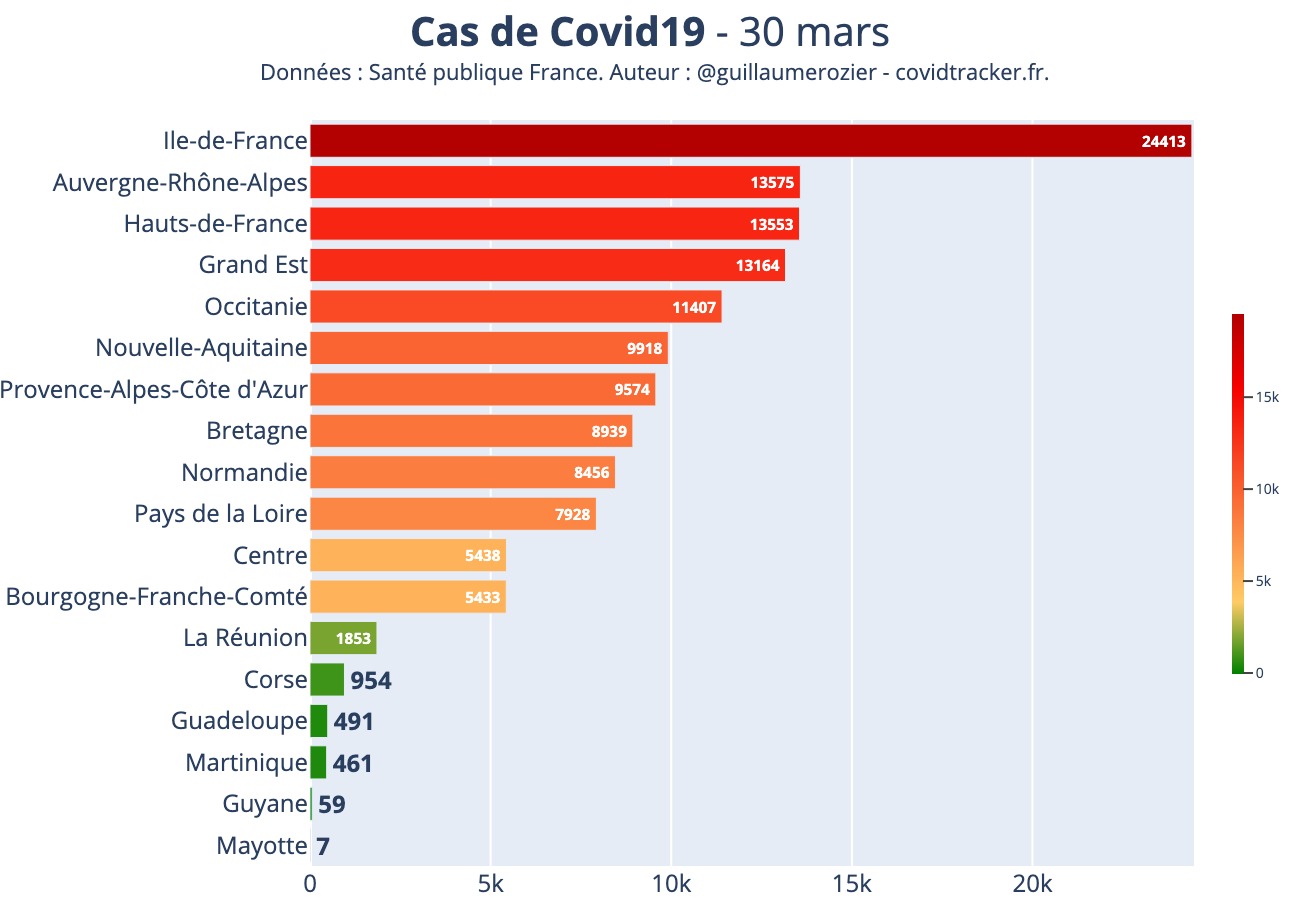 Cas de Covid19 - 30 mars
Données : Santé publique France. Auteur : @guillaumerozier - covidtracker.fr.
Ile-de-France 24413
Auvergne-Rhône-Alpes 13575
Hauts-de-France 13553
Grand Est 13164
Occitanie 11407
Nouvelle-Aquitaine 9918
Provence-Alpes-Côte d'Azur 9574
Bretagne 8939
Normandie 8456
Pays de la Loire 7928
Centre 5438
Bourgogne-Franche-Comté 5433
La Réunion 1853
Corse 954
Guadeloupe 491
Martinique 461
Guyane 59
Mayotte 7
0 5k 10k 15k 20k
15k
10k
5k
0